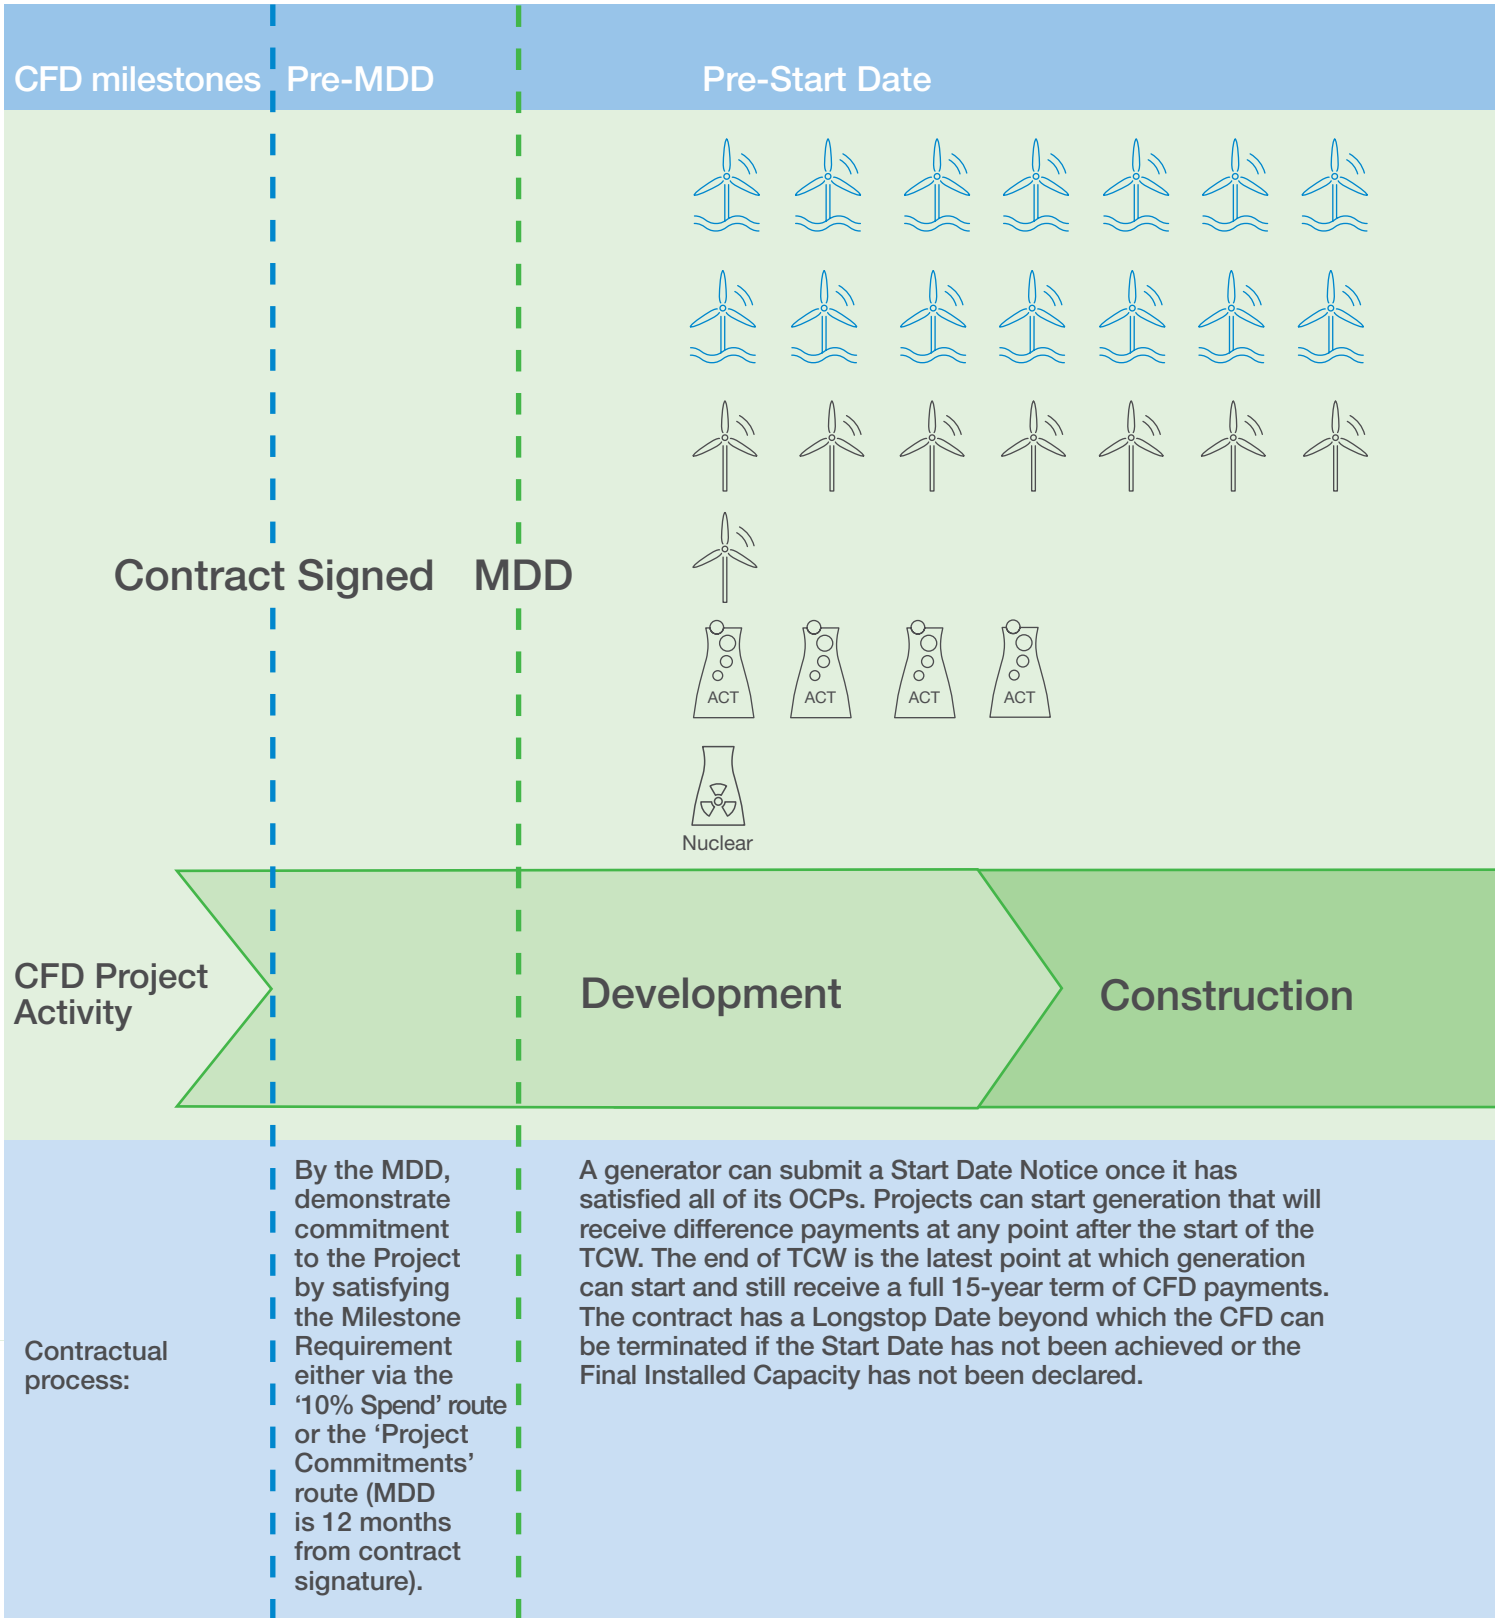 CFD milestones
Pre-MDD
Pre-Start Date
Contract Signed
MDD
ACT
ACT
ACT
ACT
Nuclear
CFD Project
Activity
Development
Construction
Contractual
process:
By the MDD,
demonstrate
commitment
to the Project
by satisfying
the Milestone
Requirement
either via the
‘10% Spend’ route
or the ‘Project
Commitments’
route (MDD
is 12 months
from contract
signature).
A generator can submit a Start Date Notice once it has
satisfied all of its OCPs. Projects can start generation that will
receive difference payments at any point after the start of the
TCW. The end of TCW is the latest point at which generation
can start and still receive a full 15-year term of CFD payments.
The contract has a Longstop Date beyond which the CFD can
be terminated if the Start Date has not been achieved or the
Final Installed Capacity has not been declared.